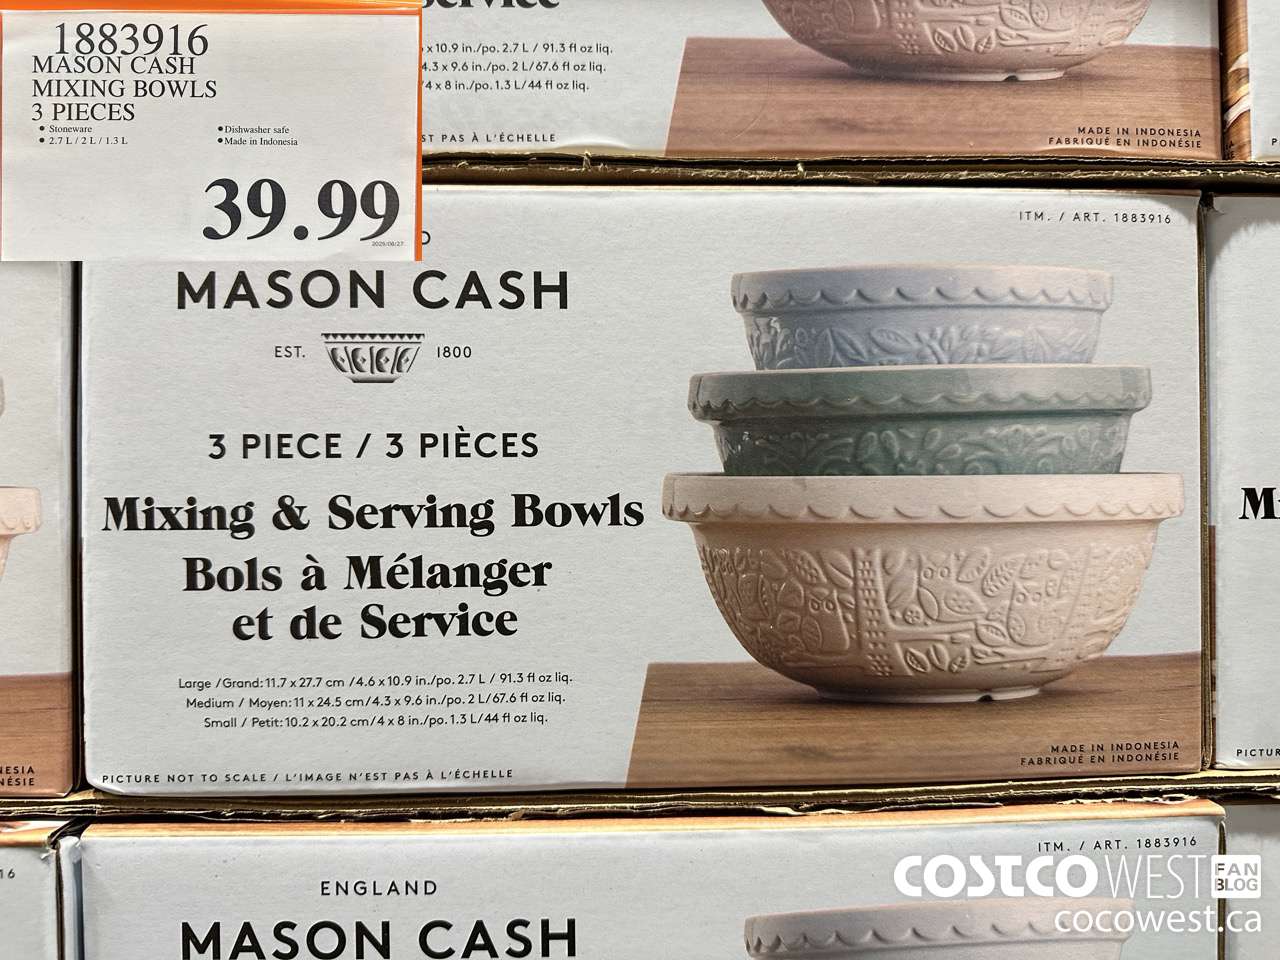 1883916
MASON CASH
MIXING BOWLS
3 PIECES
• Stoneware
• Dishwasher safe
• 2.7 L / 2 L / 1.3 L
• Made in Indonesia
39.99
x 10.9 in./po. 2.7 L / 91.3 fl oz liq.
4.3 x 9.6 in./po. 2 L/67.6 fl oz liq.
/4 x 8 in./po. 1.3 L/44 fl oz liq.
ST PAS À L'ÉCHELLE
MADE IN INDONESIA
FABRIQUÉ EN INDONÉSIE
P
ITM. / ART. 1883916
D
MASON CASH
EST. 1800
3 PIECE / 3 PIÈCES
Mixing & Serving Bowls
Bols à Mélanger
et de Service
Large /Grand: 11.7 x 27.7 cm /4.6 x 10.9 in./po. 2.7 L / 91.3 fl oz liq.
Medium / Moyen: 11 x 24.5 cm/4.3 x 9.6 in./po. 2 L/67.6 fl oz liq.
Small / Petit: 10.2 x 20.2 cm/4 x 8 in./po. 1.3 L/44 fl oz liq.
PICTURE NOT TO SCALE / L'IMAGE N'EST PAS À L'ÉCHELLE
MADE IN INDONESIA
FABRIQUÉ EN INDONÉSIE
ESIA
NÉSIE
PICTUR
16
ITM. / ART. 1883916
ENGLAND
MASON CASH
COSTCO WEST FAN BLOG
cocowest.ca